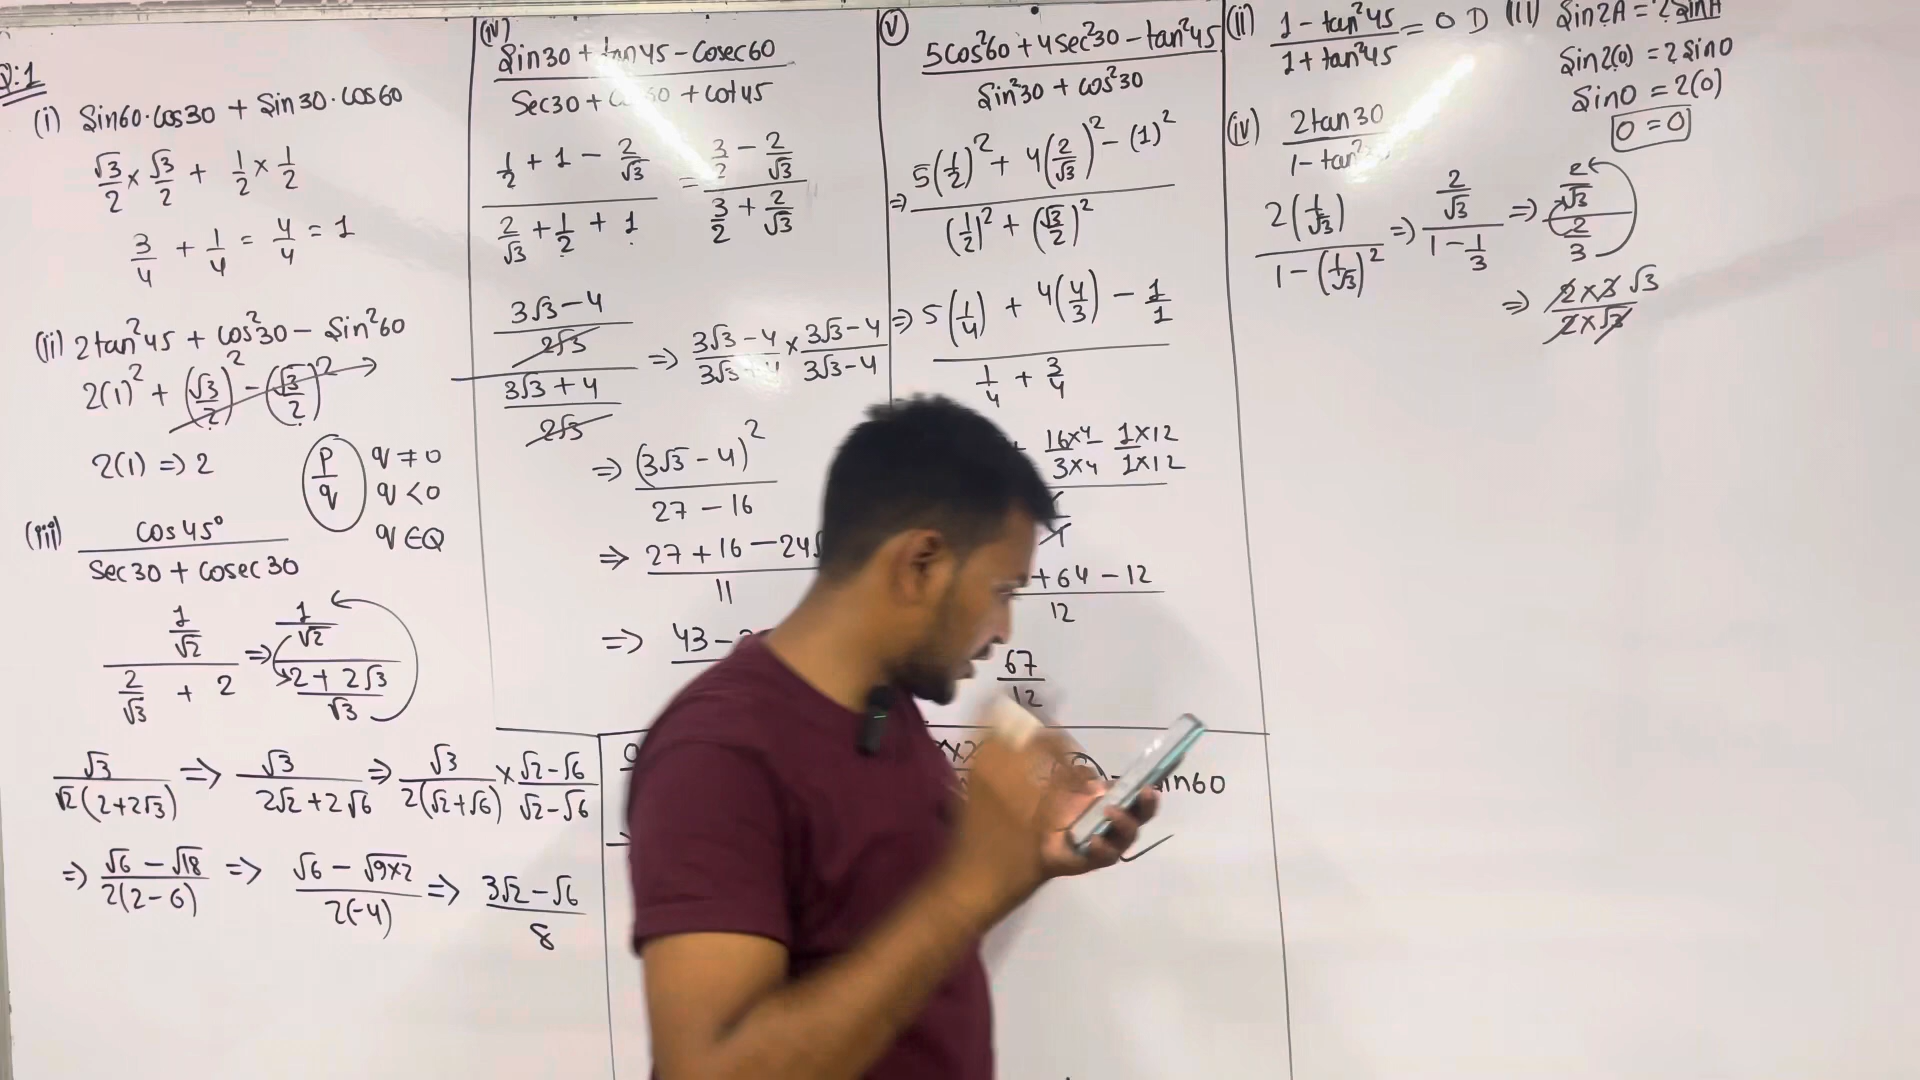 Q:1
(i) Sin60·cos30 + Sin30·cos60
√3/2 × √3/2 + 1/2 × 1/2
3/4 + 1/4 = 4/4 = 1
(ii) 2tan²45 + cos²30 − Sin²60
2(1)² + (√3/2)² − (√3/2)²
2(1) => 2
p/q q ≠ 0
q < 0
q ∈ Q
(iii) cos45°/(Sec30 + cosec30)
(1/√2)/(2/√3 + 2) => (1/√2)/((2 + 2√3)/√3)
√3/(√2(2+2√3)) => √3/(2√2+2√6) => √3/(2(√2+√6)) × (√2−√6)/(√2−√6)
=> (√6 − √18)/(2(2−6)) => (√6 − √(9×2))/(2(−4)) => (3√2 − √6)/8
(iv)
(Sin30 + tan45 − Cosec60)/(Sec30 + 60 + cot45)
(1/2 + 1 − 2/√3)/(2/√3 + 1/2 + 1) = (3/2 − 2/√3)/(3/2 + 2/√3)
((3√3 − 4)/2√3)/((3√3 + 4)/2√3) => (3√3 − 4)/(3√3 4) × (3√3 − 4)/(3√3 − 4)
=> (3√3 − 4)²/(27 − 16)
=> (27 + 16 − 24√)/11
=> 43 −
(v) (5cos²60 + 4sec²30 − tan²45)/(Sin²30 + cos²30)
=> (5(1/2)² + 4(2/√3)² − (1)²)/((1/2)² + (√3/2)²)
=> (5(1/4) + 4(4/3) − 1/1)/(1/4 + 3/4)
16×4/3×4 1×12/1×12
(+64 − 12)/12
67/12
in60
(ii) (1 − tan²45)/(1 + tan²45) = 0 D
(iii) Sin2A = 2SinA
Sin2(0) = 2Sin0
Sin0 = 2(0)
0 = 0
(iv) 2tan30/(1 − tan²
2(1/√3)/(1 − (1/√3)²) => (2/√3)/(1 − 1/3) => (2/√3)/(2/3)
=> (2×3 √3)/(2×√3)